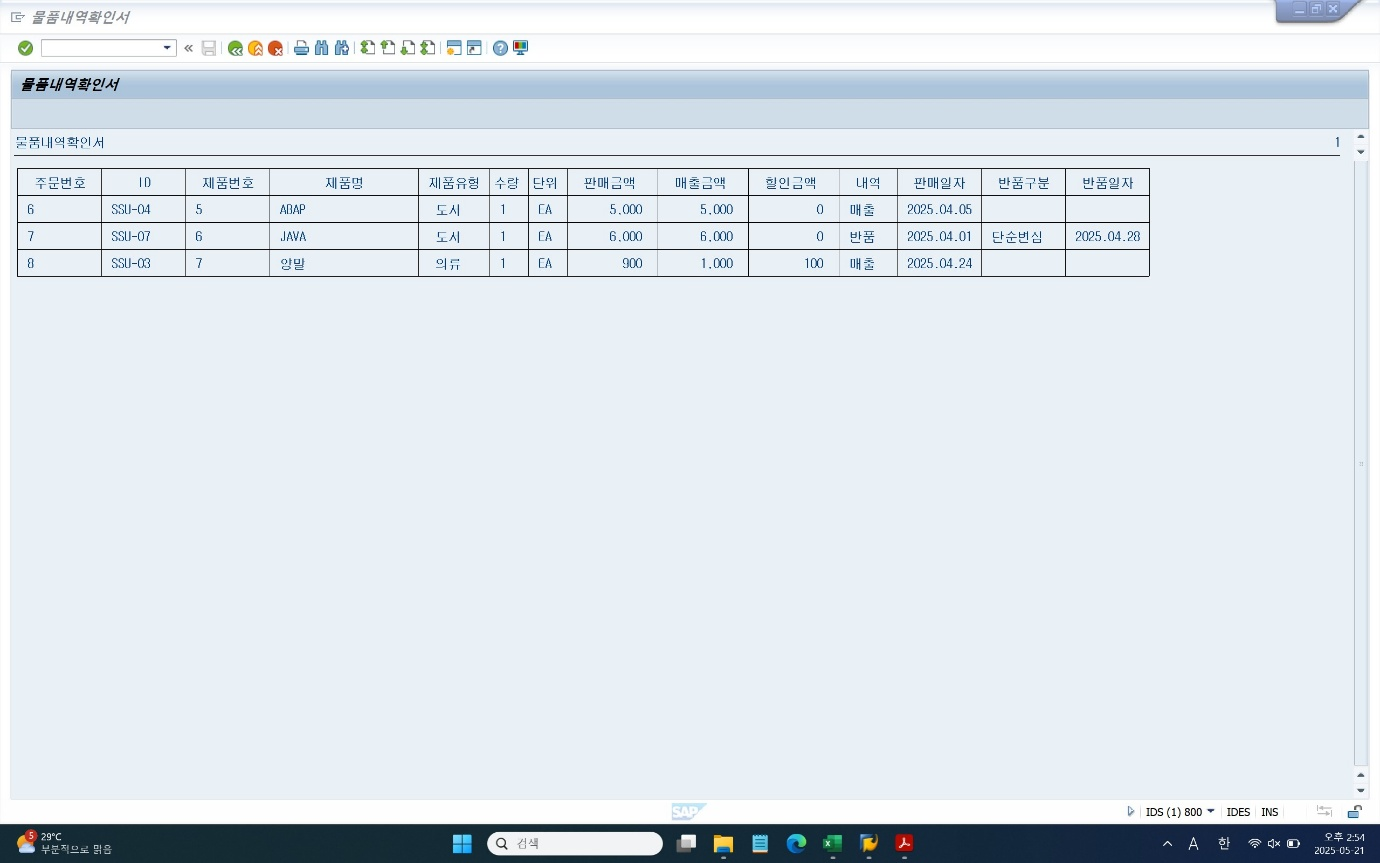 물품내역확인서
물품내역확인서
물품내역확인서 1
주문번호 ID 제품번호 제품명 제품유형 수량 단위 판매금액 매출금액 할인금액 내역 판매일자 반품구분 반품일자
6 SSU-04 5 ABAP 도서 1 EA 5,000 5,000 0 매출 2025.04.05
7 SSU-07 6 JAVA 도서 1 EA 6,000 6,000 0 반품 2025.04.01 단순변심 2025.04.28
8 SSU-03 7 양말 의류 1 EA 900 1,000 100 매출 2025.04.24
SAP
IDS (1) 800 IDES INS
5 29°C
부분적으로 맑음
검색
A 한
오후 2:54
2025-05-21